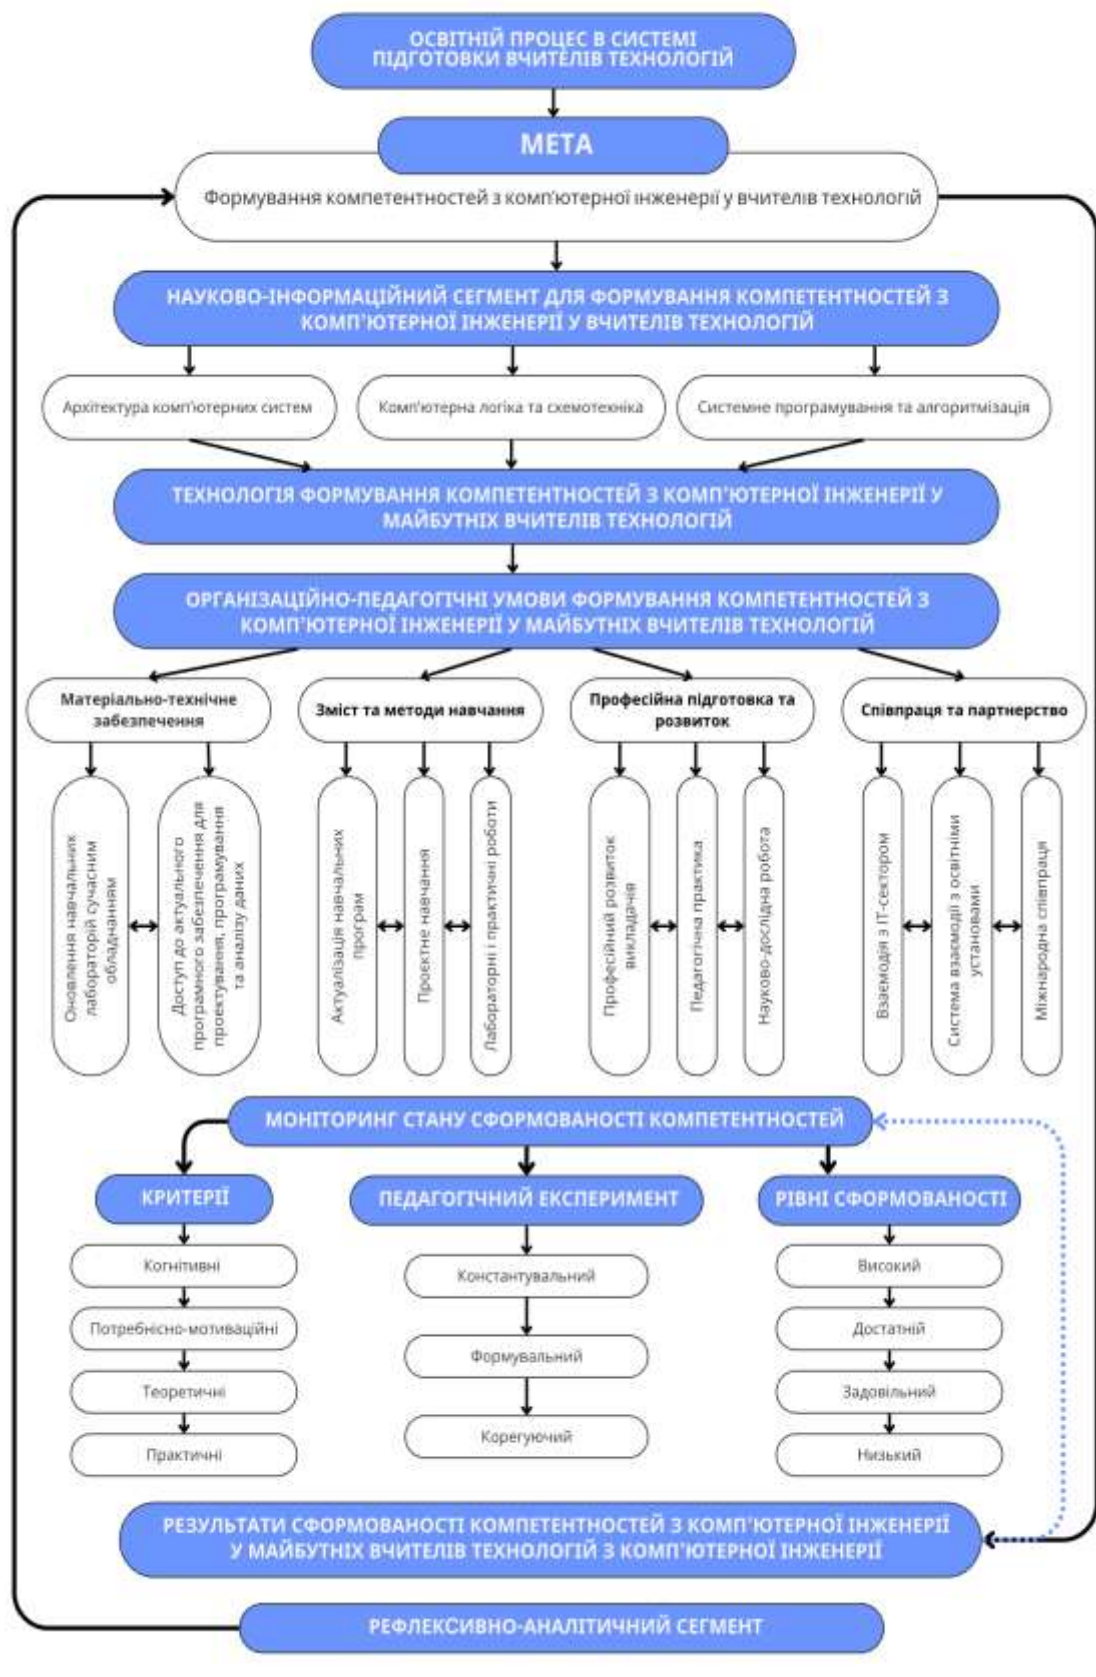 ОСВІТНІЙ ПРОЦЕС В СИСТЕМІ
ПІДГОТОВКИ ВЧИТЕЛІВ ТЕХНОЛОГІЙ
МЕТА
Формування компетентностей з комп'ютерної інженерії у вчителів технологій
НАУКОВО-ІНФОРМАЦІЙНИЙ СЕГМЕНТ ДЛЯ ФОРМУВАННЯ КОМПЕТЕНТНОСТЕЙ З
КОМП'ЮТЕРНОЇ ІНЖЕНЕРІЇ У ВЧИТЕЛІВ ТЕХНОЛОГІЙ
Архітектура комп'ютерних систем
Комп'ютерна логіка та схемотехніка
Системне програмування та алгоритмізація
ТЕХНОЛОГІЯ ФОРМУВАННЯ КОМПЕТЕНТНОСТЕЙ З КОМП'ЮТЕРНОЇ ІНЖЕНЕРІЇ У
МАЙБУТНІХ ВЧИТЕЛІВ ТЕХНОЛОГІЙ
ОРГАНІЗАЦІЙНО-ПЕДАГОГІЧНІ УМОВИ ФОРМУВАННЯ КОМПЕТЕНТНОСТЕЙ З
КОМП'ЮТЕРНОЇ ІНЖЕНЕРІЇ У МАЙБУТНІХ ВЧИТЕЛІВ ТЕХНОЛОГІЙ
Матеріально-технічне
забезпечення
Зміст та методи навчання
Професійна підготовка та
розвиток
Співпраця та партнерство
Оновлення навчальних
лабораторій сучасним
обладнанням
Доступ до актуального
програмного забезпечення для
проектування, програмування
та аналізу даних
Актуалізація навчальних
програм
Проєктне навчання
Лабораторні і практичні роботи
Професійний розвиток
викладачів
Педагогічна практика
Науково-дослідна робота
Взаємодія з ІТ-сектором
Система взаємодії з освітніми
установами
Міжнародна співпраця
МОНІТОРИНГ СТАНУ СФОРМОВАНОСТІ КОМПЕТЕНТНОСТЕЙ
КРИТЕРІЇ
ПЕДАГОГІЧНИЙ ЕКСПЕРИМЕНТ
РІВНІ СФОРМОВАНОСТІ
Когнітивні
Потребнісно-мотиваційні
Теоретичні
Практичні
Константувальний
Формувальний
Корегуючий
Високий
Достатній
Задовільний
Низький
РЕЗУЛЬТАТИ СФОРМОВАНОСТІ КОМПЕТЕНТНОСТЕЙ З КОМП'ЮТЕРНОЇ ІНЖЕНЕРІЇ
У МАЙБУТНІХ ВЧИТЕЛІВ ТЕХНОЛОГІЙ З КОМП'ЮТЕРНОЇ ІНЖЕНЕРІЇ
РЕФЛЕКСИВНО-АНАЛІТИЧНИЙ СЕГМЕНТ